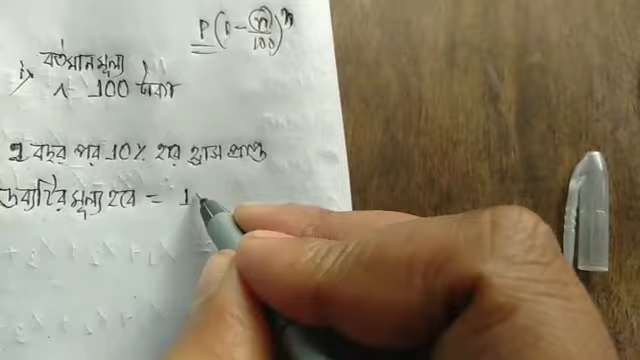 P(1-r/100)^n
i) বর্তমান মূল্য
100 টাকা
2 বছর পর 10% হার হ্রাস প্রাপ্ত
দ্রব্যটির মূল্য হবে = 1